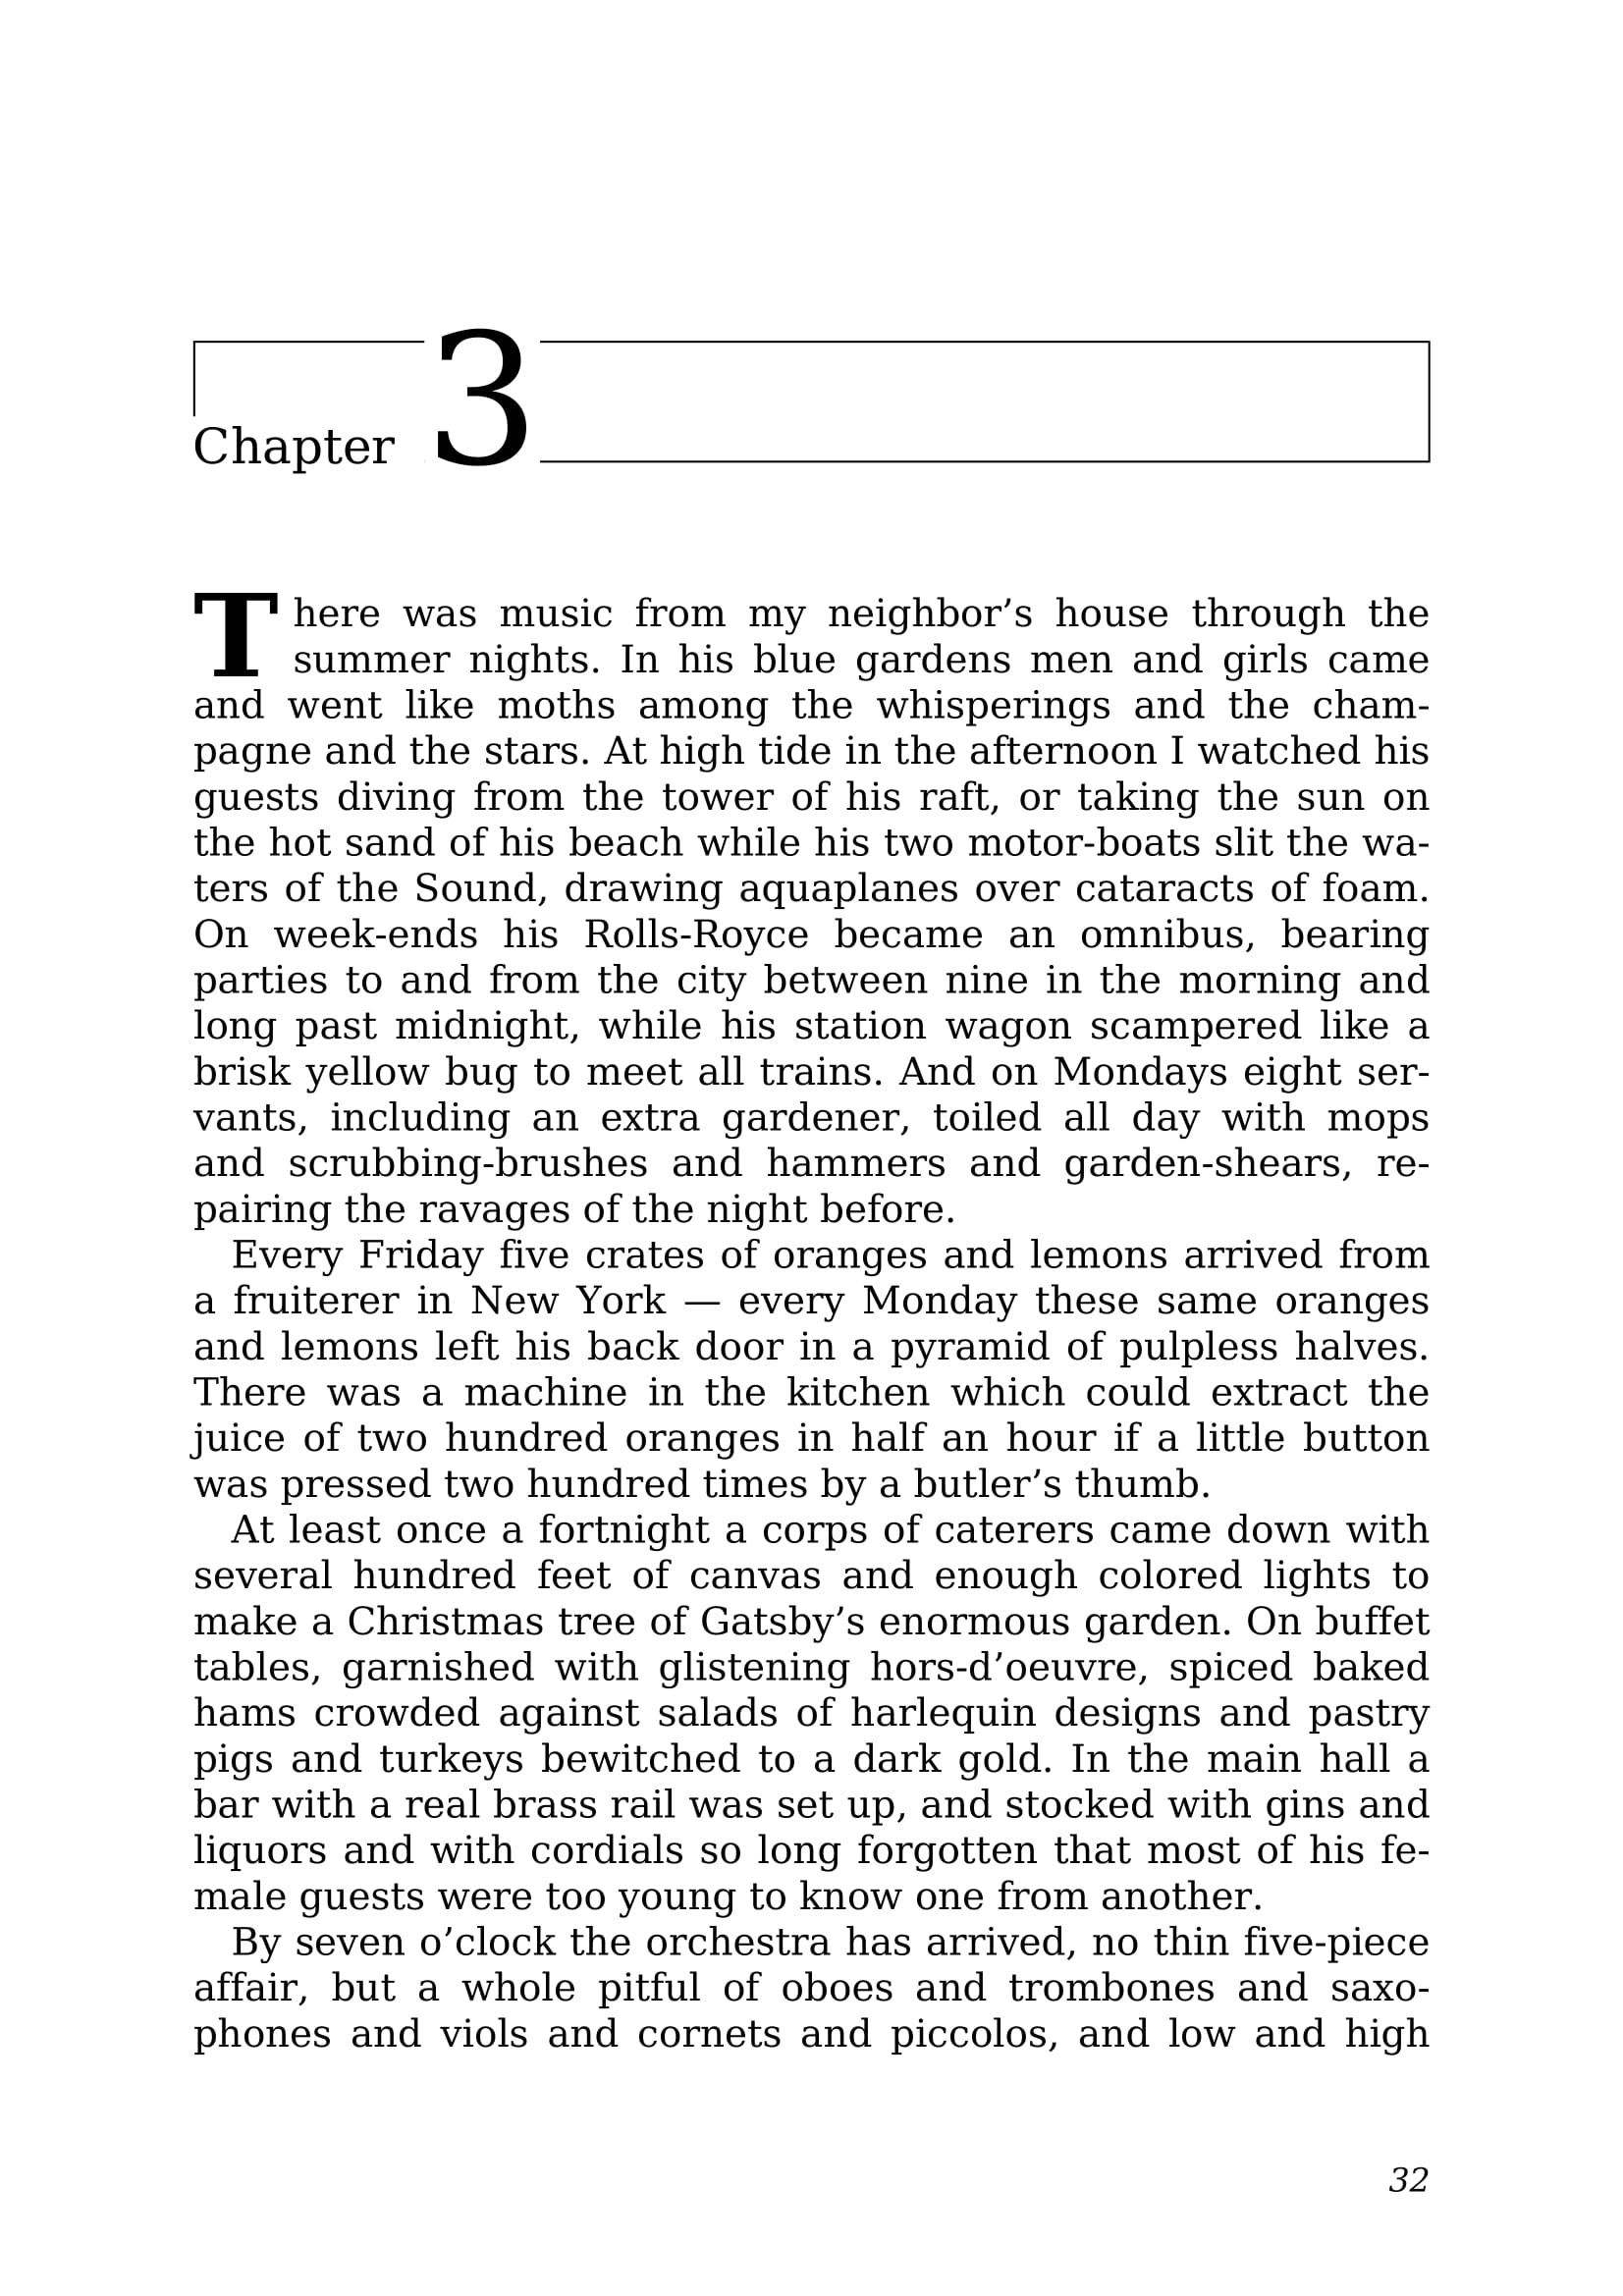 Chapter 3
There was music from my neighbor’s house through the
summer nights. In his blue gardens men and girls came
and went like moths among the whisperings and the cham-
pagne and the stars. At high tide in the afternoon I watched his
guests diving from the tower of his raft, or taking the sun on
the hot sand of his beach while his two motor-boats slit the wa-
ters of the Sound, drawing aquaplanes over cataracts of foam.
On week-ends his Rolls-Royce became an omnibus, bearing
parties to and from the city between nine in the morning and
long past midnight, while his station wagon scampered like a
brisk yellow bug to meet all trains. And on Mondays eight ser-
vants, including an extra gardener, toiled all day with mops
and scrubbing-brushes and hammers and garden-shears, re-
pairing the ravages of the night before.
Every Friday five crates of oranges and lemons arrived from
a fruiterer in New York — every Monday these same oranges
and lemons left his back door in a pyramid of pulpless halves.
There was a machine in the kitchen which could extract the
juice of two hundred oranges in half an hour if a little button
was pressed two hundred times by a butler’s thumb.
At least once a fortnight a corps of caterers came down with
several hundred feet of canvas and enough colored lights to
make a Christmas tree of Gatsby’s enormous garden. On buffet
tables, garnished with glistening hors-d’oeuvre, spiced baked
hams crowded against salads of harlequin designs and pastry
pigs and turkeys bewitched to a dark gold. In the main hall a
bar with a real brass rail was set up, and stocked with gins and
liquors and with cordials so long forgotten that most of his fe-
male guests were too young to know one from another.
By seven o’clock the orchestra has arrived, no thin five-piece
affair, but a whole pitful of oboes and trombones and saxo-
phones and viols and cornets and piccolos, and low and high
32